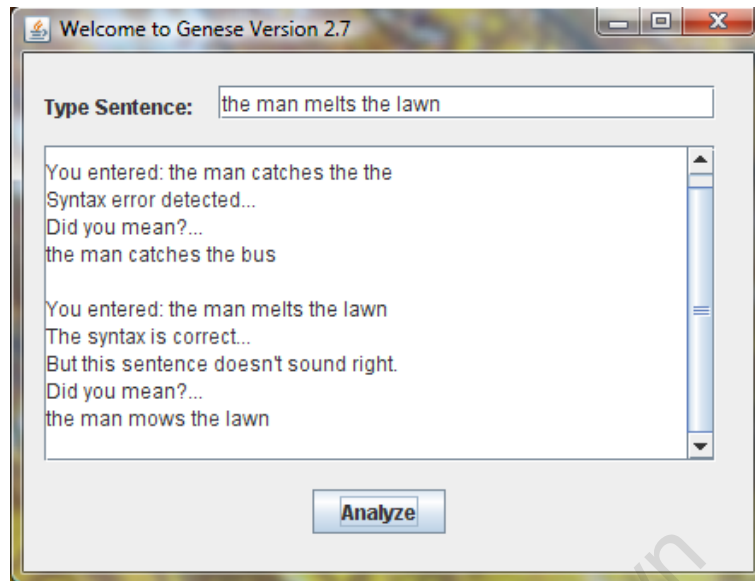 Welcome to Genese Version 2.7
Type Sentence: the man melts the lawn
You entered: the man catches the the
Syntax error detected...
Did you mean?...
the man catches the bus
You entered: the man melts the lawn
The syntax is correct...
But this sentence doesn't sound right.
Did you mean?...
the man mows the lawn
Analyze